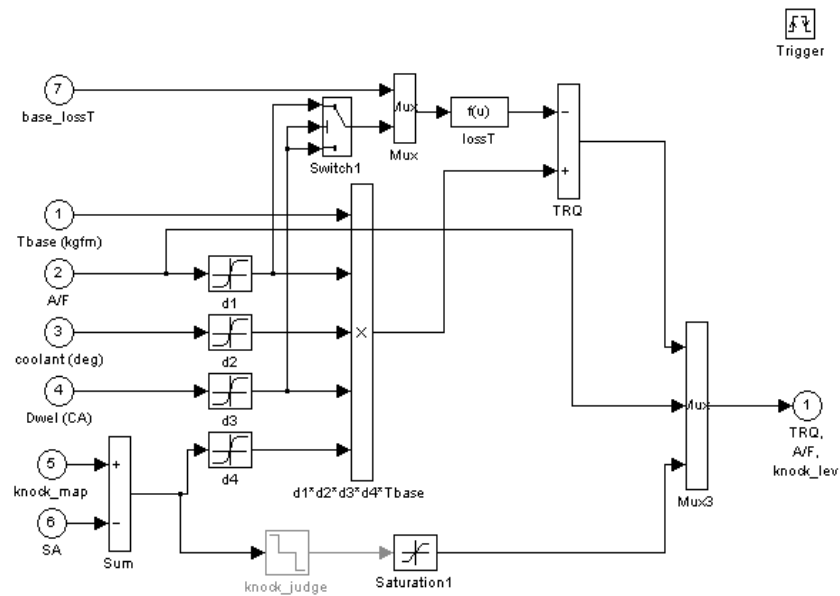 Trigger
7
base_lossT
Switch1
Mux
Mux
f(u)
lossT
−
+
TRQ
1
Tbase (kgfm)
2
A/F
d1
3
coolant (deg)
d2
×
4
Dwel (CA)
d3
5
knock_map
d4
d1*d2*d3*d4*Tbase
6
SA
+
−
Sum
knock_judge
Saturation1
Mux
Mux3
1
TRQ,
A/F,
knock_lev